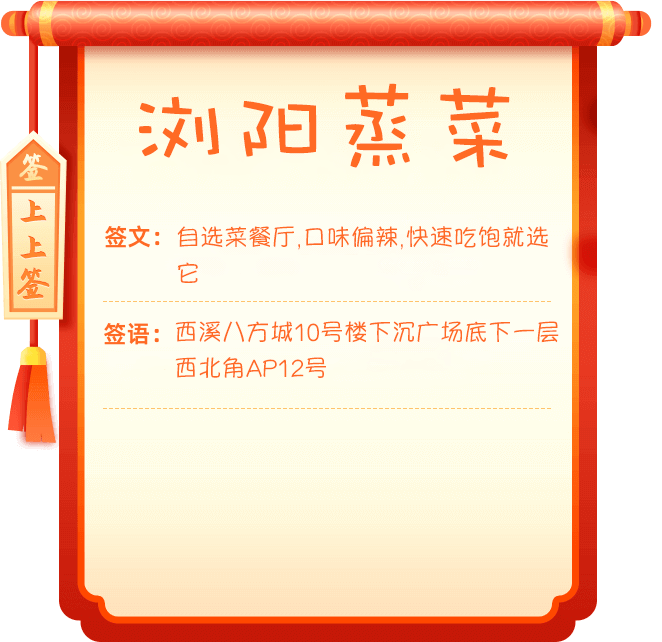 浏阳蒸菜
签
上
上
签
签文：自选菜餐厅,口味偏辣,快速吃饱就选
它
签语：西溪八方城10号楼下沉广场底下一层
西北角AP12号